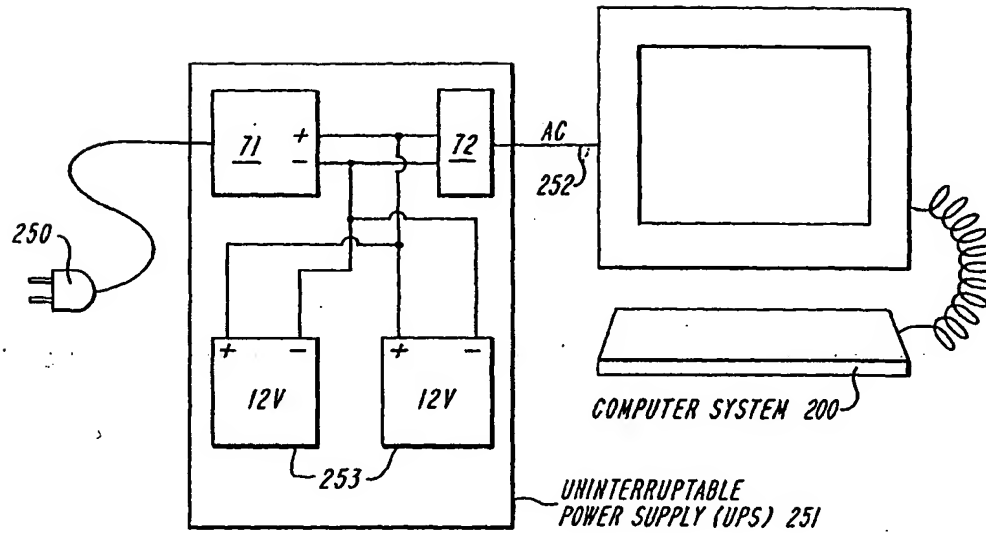 71
+
−
72
AC
252
250
+ −
12V
+ −
12V
253
COMPUTER SYSTEM 200
UNINTERRUPTABLE
POWER SUPPLY (UPS) 251